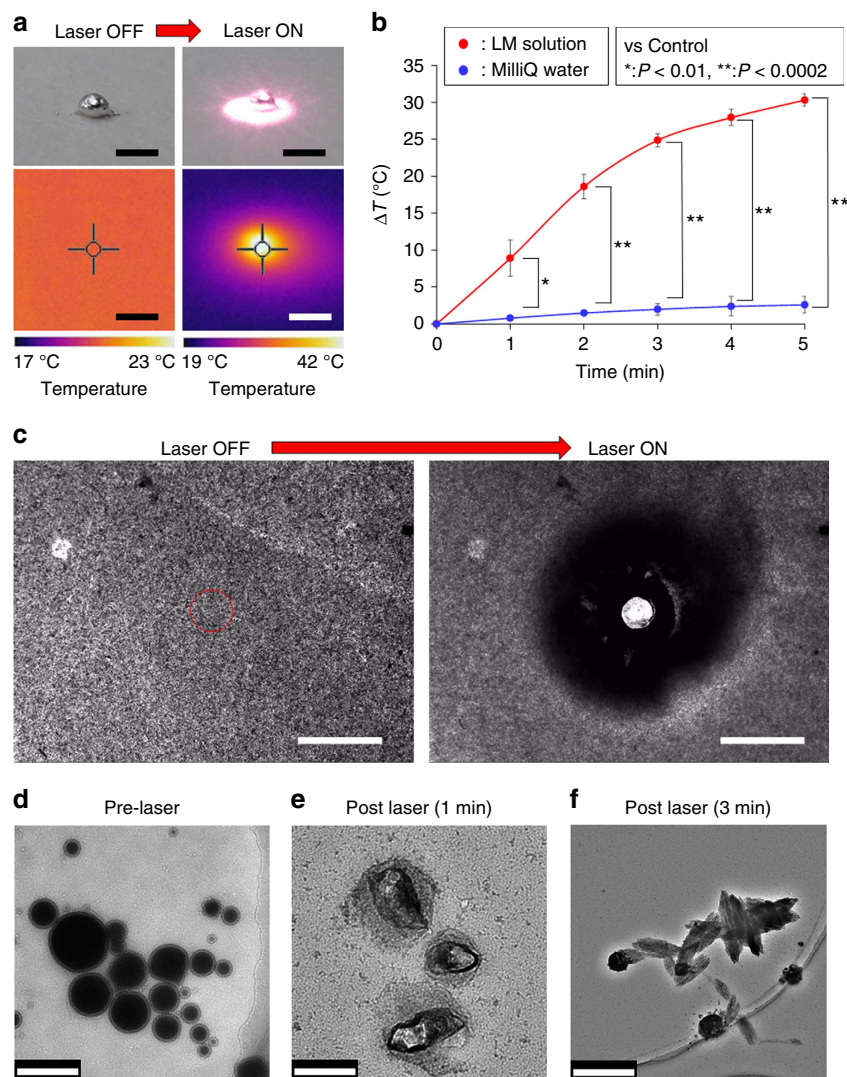 a
Laser OFF
Laser ON
17 °C
23 °C
19 °C
42 °C
Temperature
Temperature
b
: LM solution
: MilliQ water
vs Control
*:P < 0.01, **:P < 0.0002
35
30
25
20
15
10
5
0
ΔT (°C)
*
**
**
**
**
0
1
2
3
4
5
Time (min)
c
Laser OFF
Laser ON
d
Pre-laser
e
Post laser (1 min)
f
Post laser (3 min)